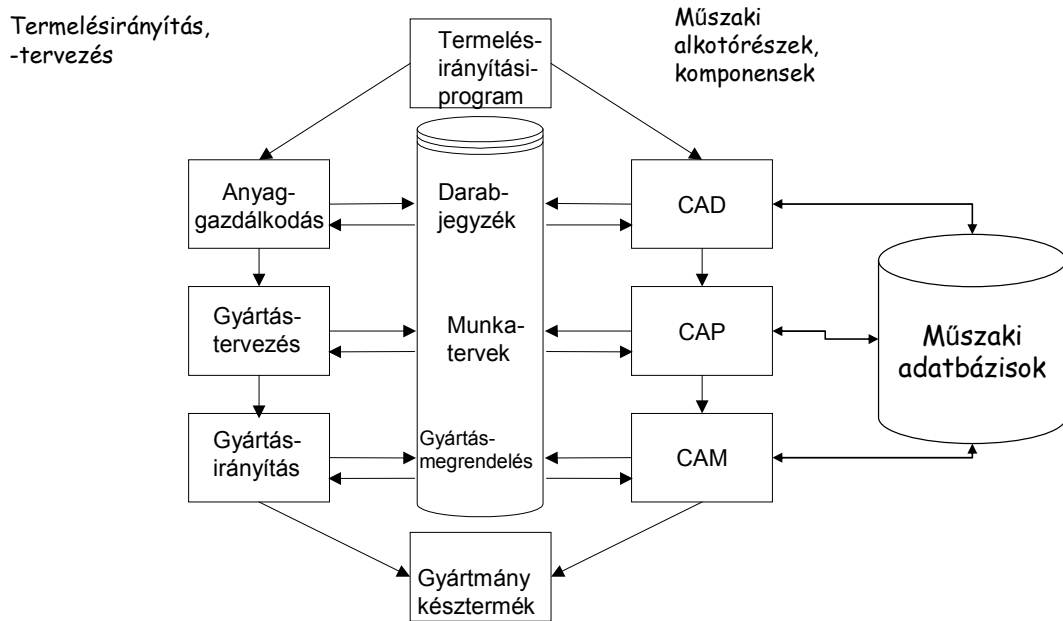 Termelésirányítás,
-tervezés
Termelés-
irányítási-
program
Műszaki
alkotórészek,
komponensek
Anyag-
gazdálkodás
Darab-
jegyzék
CAD
Gyártás-
tervezés
Munka-
tervek
CAP
Műszaki
adatbázisok
Gyártás-
irányítás
Gyártás-
megrendelés
CAM
Gyártmány
késztermék